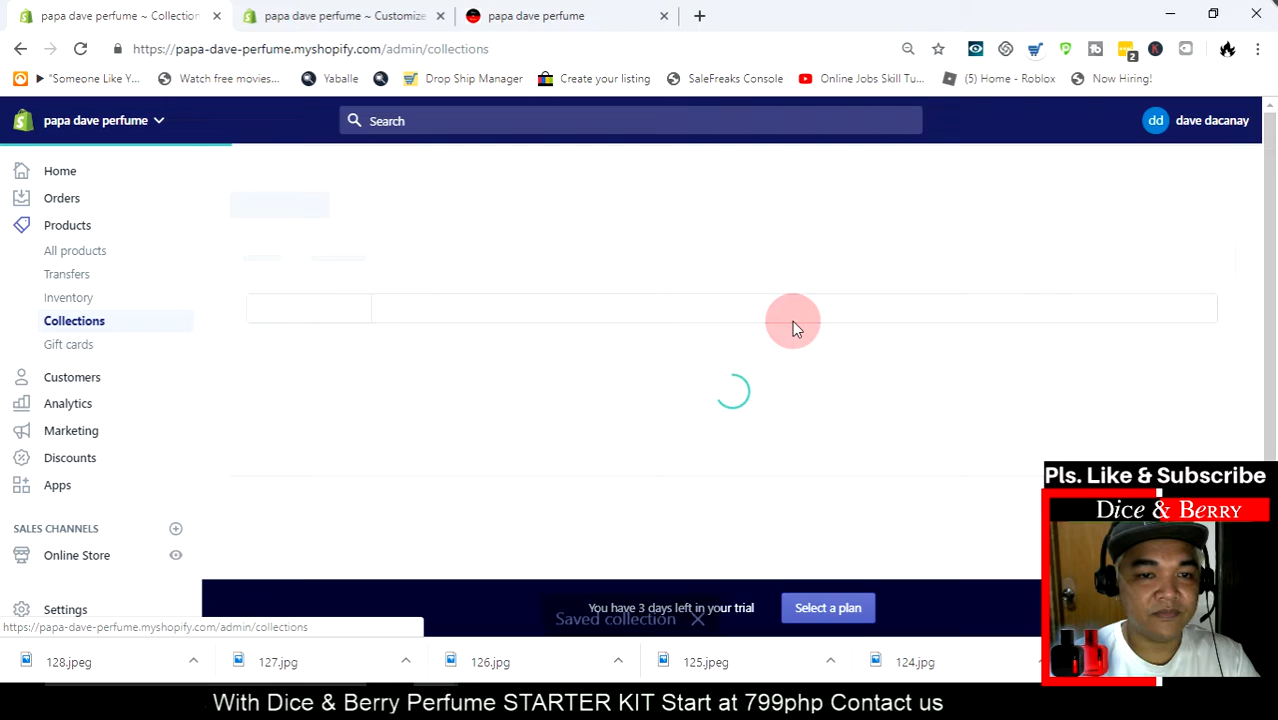 papa dave perfume ~ Collection
papa dave perfume ~ Customize
papa dave perfume
https://papa-dave-perfume.myshopify.com/admin/collections
"Someone Like Y...
Watch free movies...
Yaballe
Drop Ship Manager
Create your listing
SaleFreaks Console
Online Jobs Skill Tu...
(3) Home - Roblox
Now Hiring!
2
K
papa dave perfume
Search
dd
dave dacanay
Home
Orders
Products
All products
Transfers
Inventory
Collections
Gift cards
Customers
Analytics
Marketing
Discounts
Apps
SALES CHANNELS
Online Store
Settings
You have 3 days left in your trial
Select a plan
Saved collection
https://papa-dave-perfume.myshopify.com/admin/collections
Pls. Like & Subscribe
Dice & Berry
128.jpeg
127.jpg
126.jpg
125.jpeg
124.jpg
With Dice & Berry Perfume STARTER KIT Start at 799php Contact us